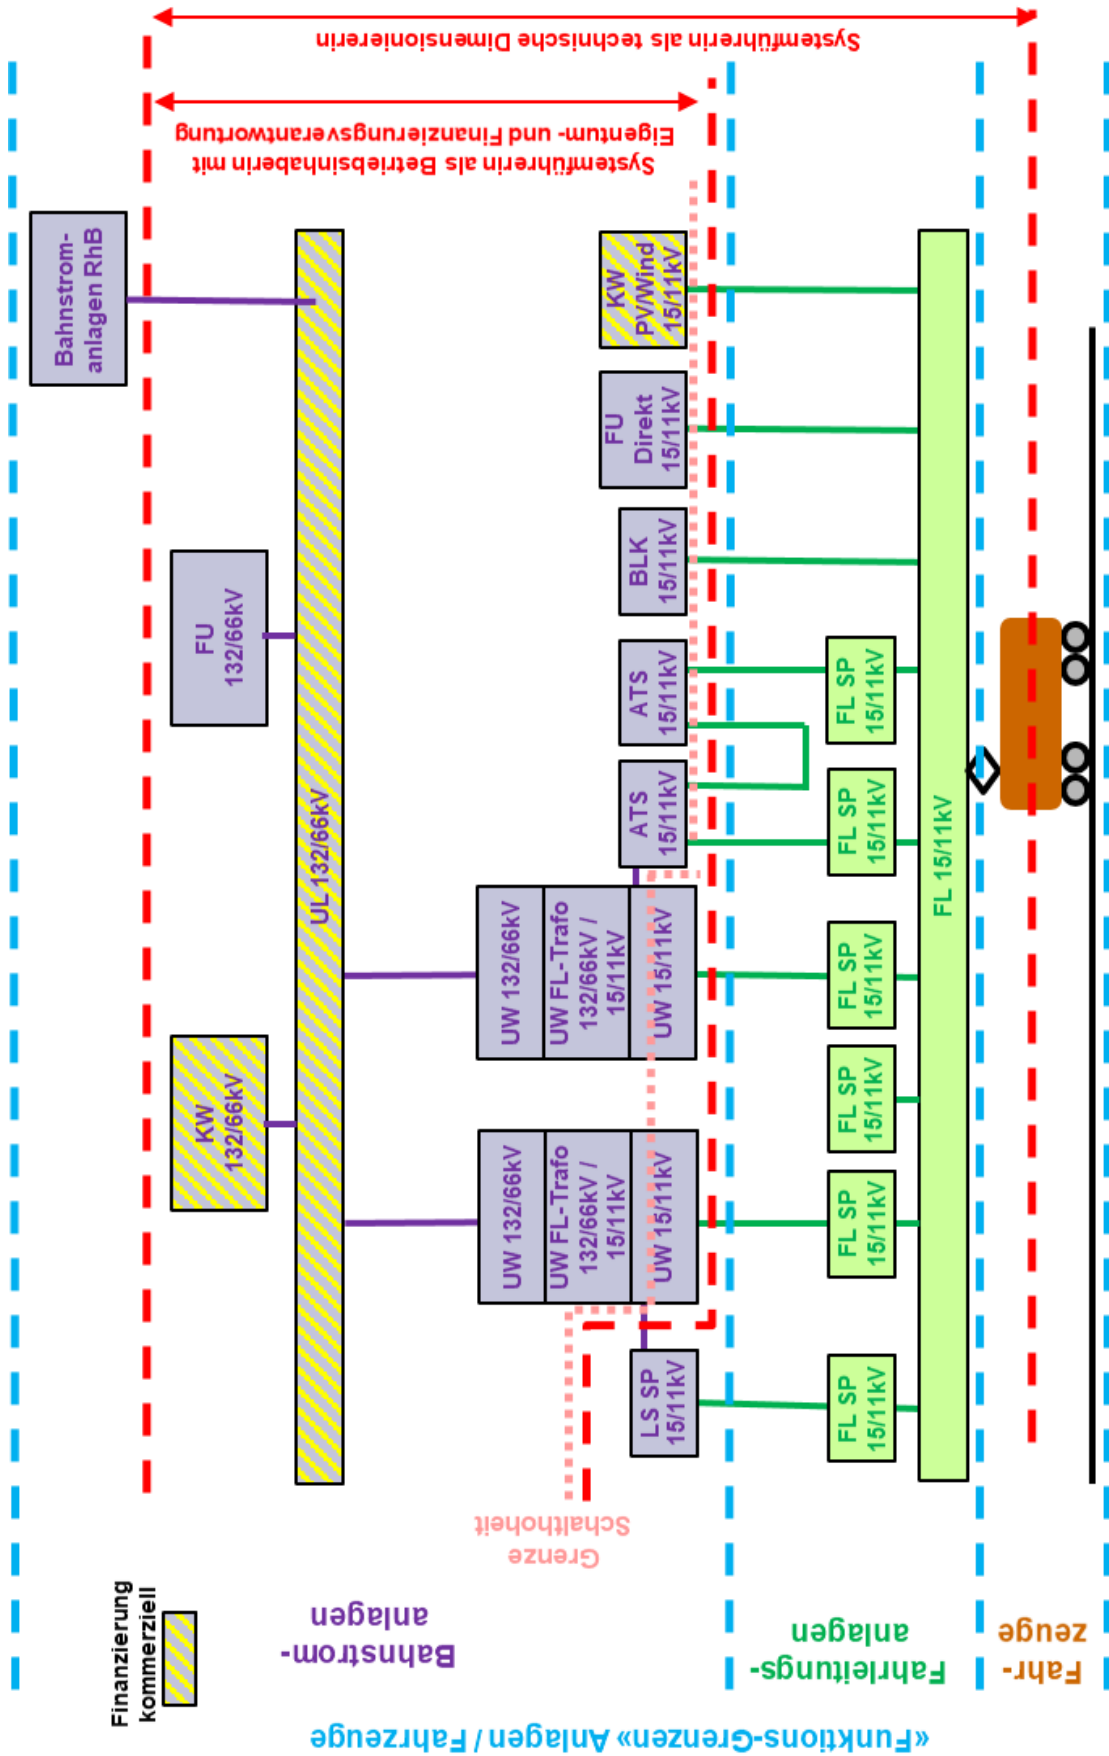 «Funktions-Grenzen» Anlagen / Fahrzeuge
Finanzierung
kommerziell
Bahnstrom-
anlagen
Fahrleitungs-
anlagen
Fahr-
zeuge
Grenze
Schalthoheit
Systemführerin als technische Dimensioniererin
Systemführerin als Betriebsinhaberin mit
Eigentum- und Finanzierungsverantwortung
Bahnstrom-
anlagen RhB
KW
132/66kV
FU
132/66kV
UL 132/66kV
UW 132/66kV
UW FL-Trafo
132/66kV /
15/11kV
UW 15/11kV
UW 132/66kV
UW FL-Trafo
132/66kV /
15/11kV
UW 15/11kV
LS SP
15/11kV
ATS
15/11kV
ATS
15/11kV
BLK
15/11kV
FU
Direkt
15/11kV
KW
PV/Wind
15/11kV
FL SP
15/11kV
FL SP
15/11kV
FL SP
15/11kV
FL SP
15/11kV
FL SP
15/11kV
FL SP
15/11kV
FL 15/11kV